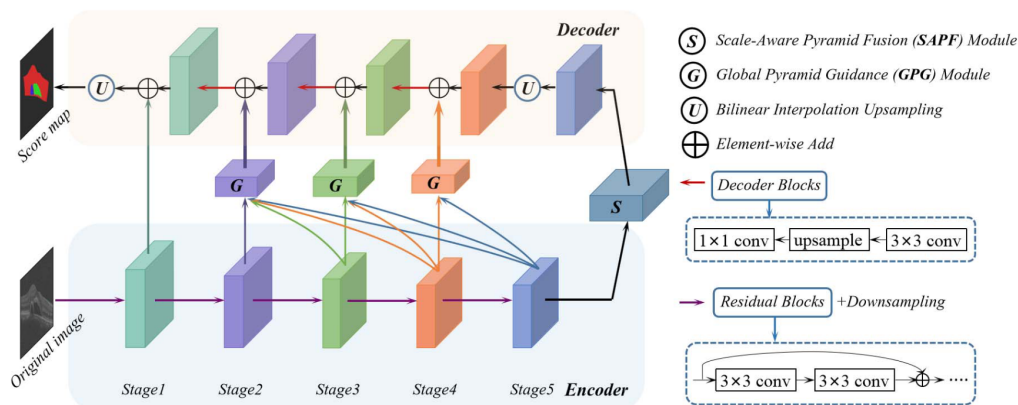 Decoder
U
U
Score map
G
G
G
S
Original image
Stage1
Stage2
Stage3
Stage4
Stage5
Encoder
S Scale-Aware Pyramid Fusion (SAPF) Module
G Global Pyramid Guidance (GPG) Module
U Bilinear Interpolation Upsampling
Element-wise Add
Decoder Blocks
1×1 conv upsample 3×3 conv
Residual Blocks +Downsampling
3×3 conv 3×3 conv ....